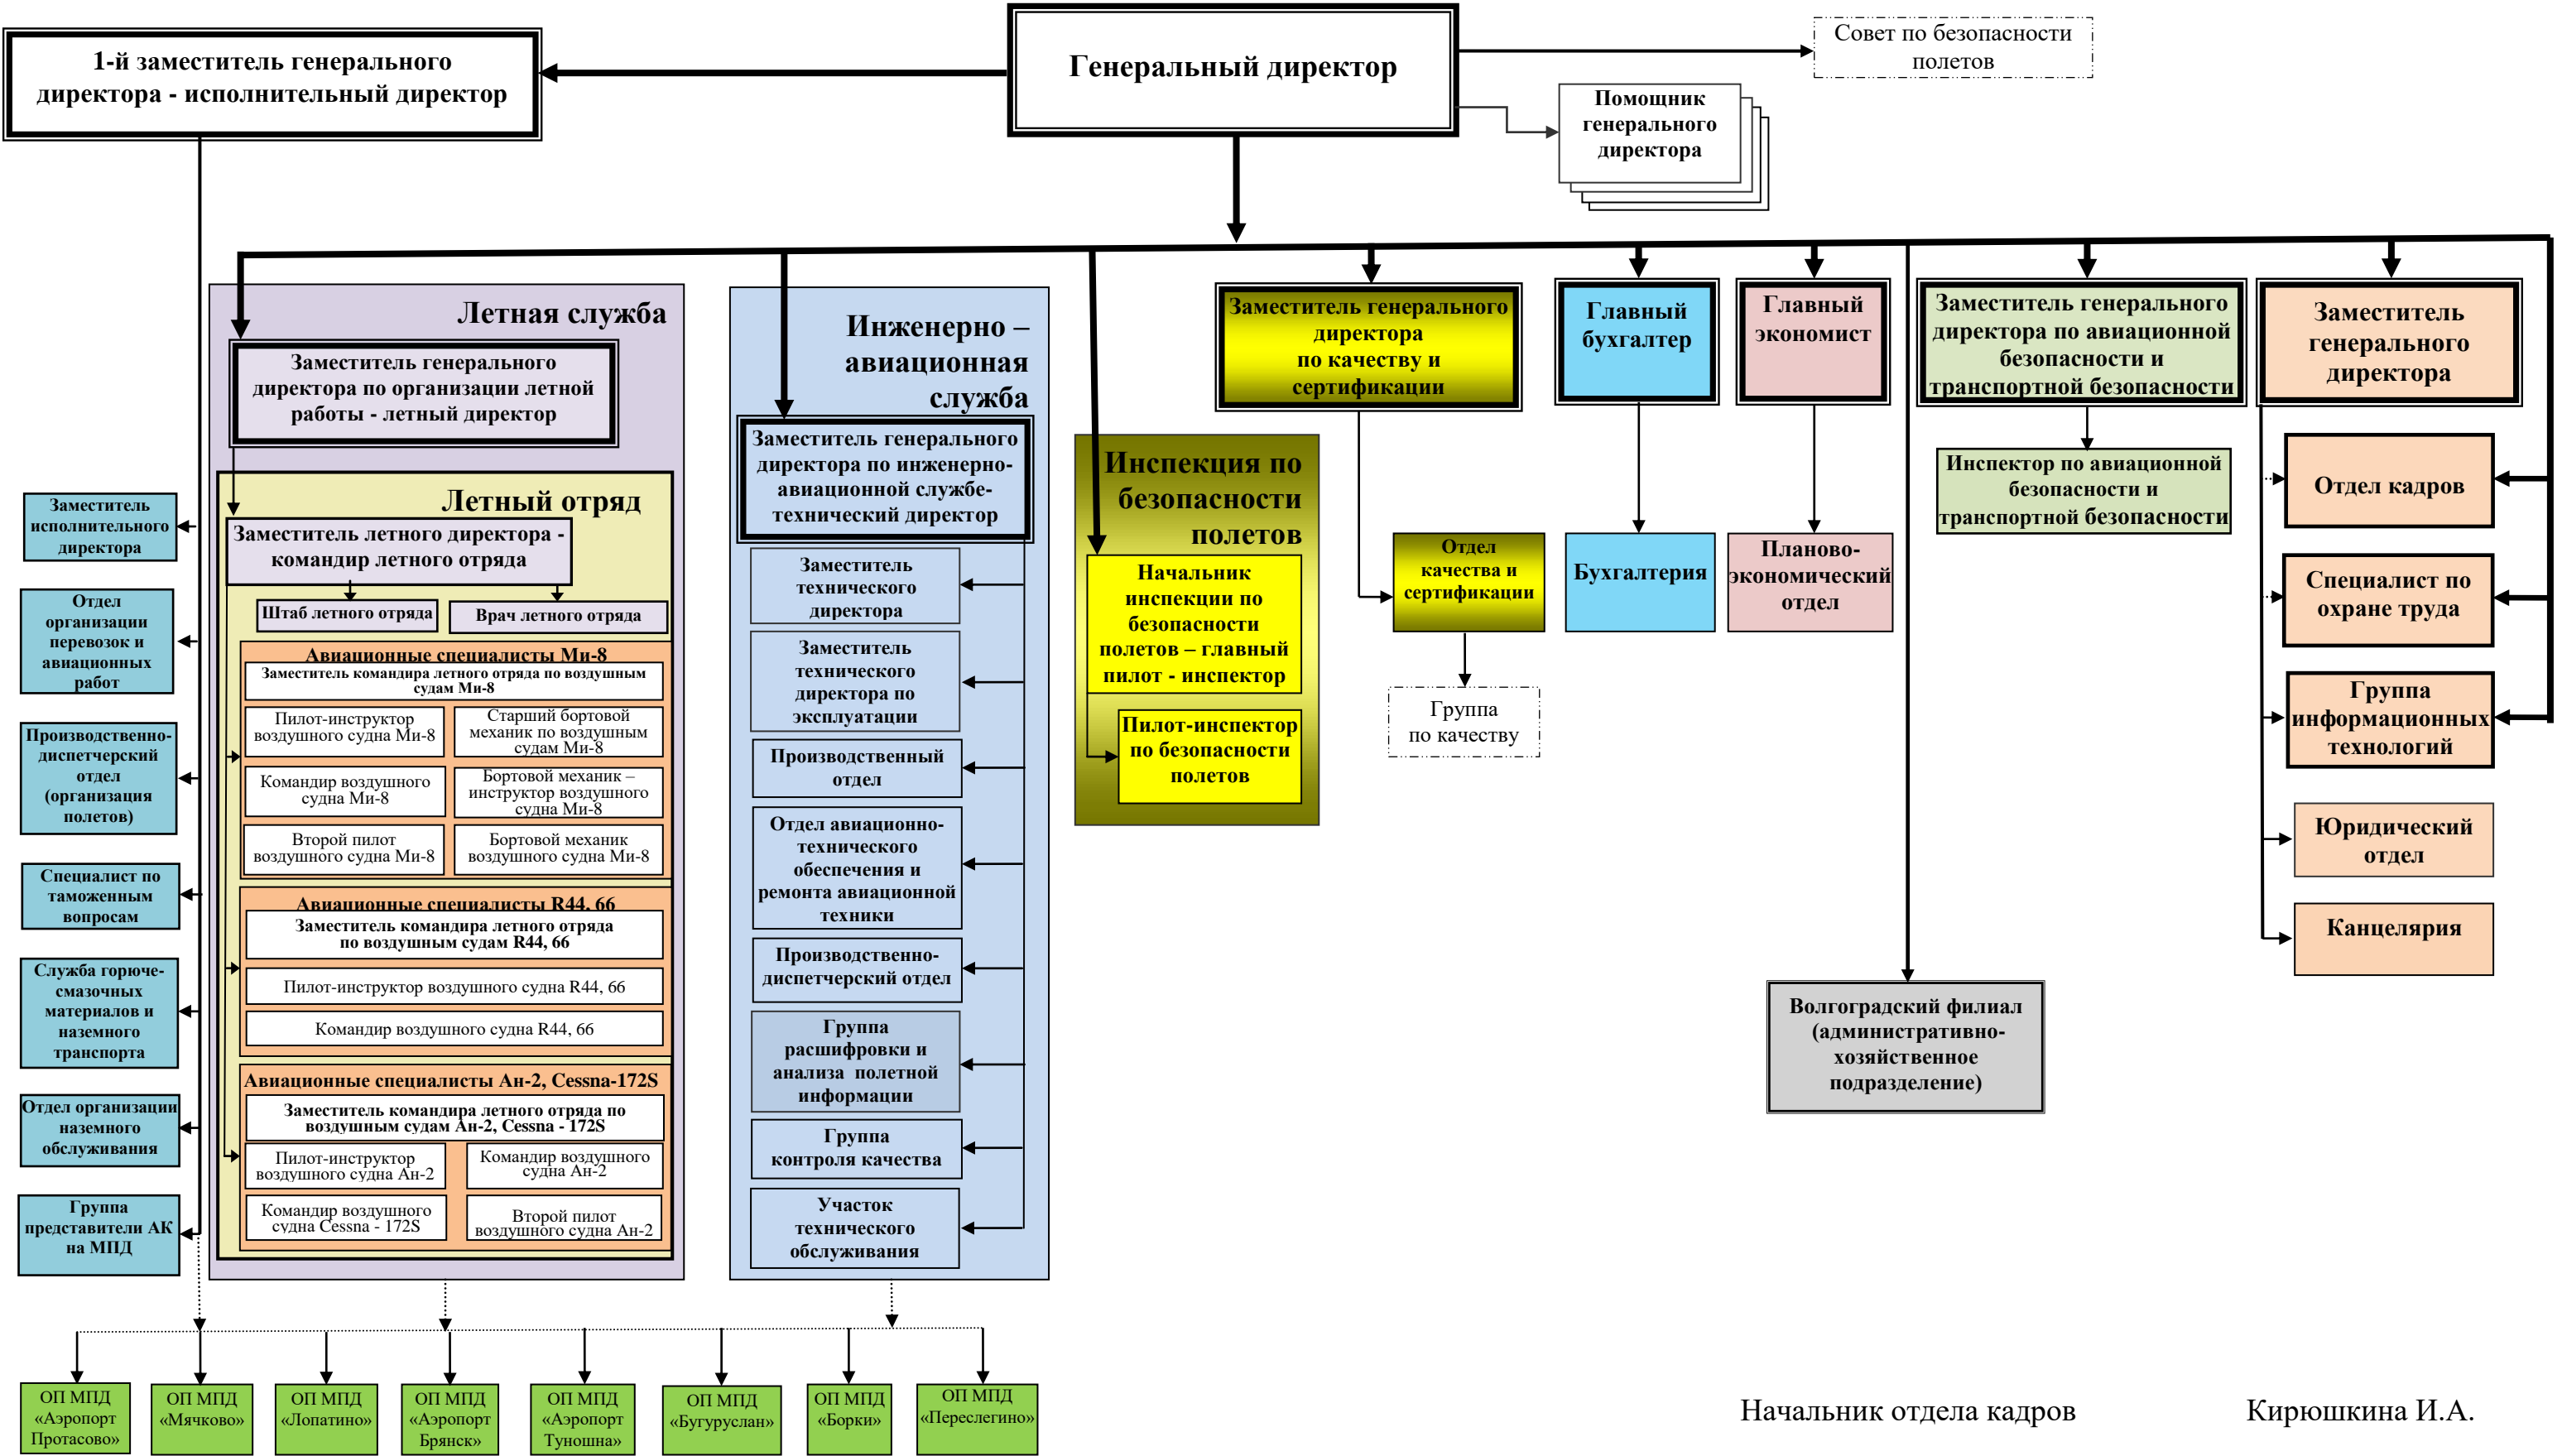 1-й заместитель генерального
директора - исполнительный директор
Генеральный директор
Совет по безопасности
полетов
Помощник
генерального
директора
Летная служба
Заместитель генерального
директора по организации летной
работы - летный директор
Летный отряд
Заместитель летного директора -
командир летного отряда
Штаб летного отряда
Врач летного отряда
Авиационные специалисты Ми-8
Заместитель командира летного отряда по воздушным
судам Ми-8
Пилот-инструктор
воздушного судна Ми-8
Старший бортовой
механик по воздушным
судам Ми-8
Командир воздушного
судна Ми-8
Бортовой механик –
инструктор воздушного
судна Ми-8
Второй пилот
воздушного судна Ми-8
Бортовой механик
воздушного судна Ми-8
Авиационные специалисты R44, 66
Заместитель командира летного отряда
по воздушным судам R44, 66
Пилот-инструктор воздушного судна R44, 66
Командир воздушного судна R44, 66
Авиационные специалисты Ан-2, Cessna-172S
Заместитель командира летного отряда по
воздушным судам Ан-2, Cessna - 172S
Пилот-инструктор
воздушного судна Ан-2
Командир воздушного
судна Ан-2
Командир воздушного
судна Cessna - 172S
Второй пилот
воздушного судна Ан-2
Заместитель
исполнительного
директора
Отдел
организации
перевозок и
авиационных
работ
Производственно-
диспетчерский
отдел
(организация
полетов)
Специалист по
таможенным
вопросам
Служба горюче-
смазочных
материалов и
наземного
транспорта
Отдел организации
наземного
обслуживания
Группа
представители АК
на МПД
Инженерно –
авиационная
служба
Заместитель генерального
директора по инженерно-
авиационной службе-
технический директор
Заместитель
технического
директора
Заместитель
технического
директора по
эксплуатации
Производственный
отдел
Отдел авиационно-
технического
обеспечения и
ремонта авиационной
техники
Производственно-
диспетчерский отдел
Группа
расшифровки и
анализа полетной
информации
Группа
контроля качества
Участок
технического
обслуживания
Инспекция по
безопасности
полетов
Начальник
инспекции по
безопасности
полетов – главный
пилот - инспектор
Пилот-инспектор
по безопасности
полетов
Заместитель генерального
директора
по качеству и
сертификации
Отдел
качества и
сертификации
Группа
по качеству
Главный
бухгалтер
Бухгалтерия
Главный
экономист
Планово-
экономический
отдел
Волгоградский филиал
(административно-
хозяйственное
подразделение)
Заместитель генерального
директора по авиационной
безопасности и
транспортной безопасности
Инспектор по авиационной
безопасности и
транспортной безопасности
Заместитель
генерального
директора
Отдел кадров
Специалист по
охране труда
Группа
информационных
технологий
Юридический
отдел
Канцелярия
ОП МПД
«Аэропорт
Протасово»
ОП МПД
«Мячково»
ОП МПД
«Лопатино»
ОП МПД
«Аэропорт
Брянск»
ОП МПД
«Аэропорт
Туношна»
ОП МПД
«Бугуруслан»
ОП МПД
«Борки»
ОП МПД
«Переслегино»
Начальник отдела кадров Кирюшкина И.А.